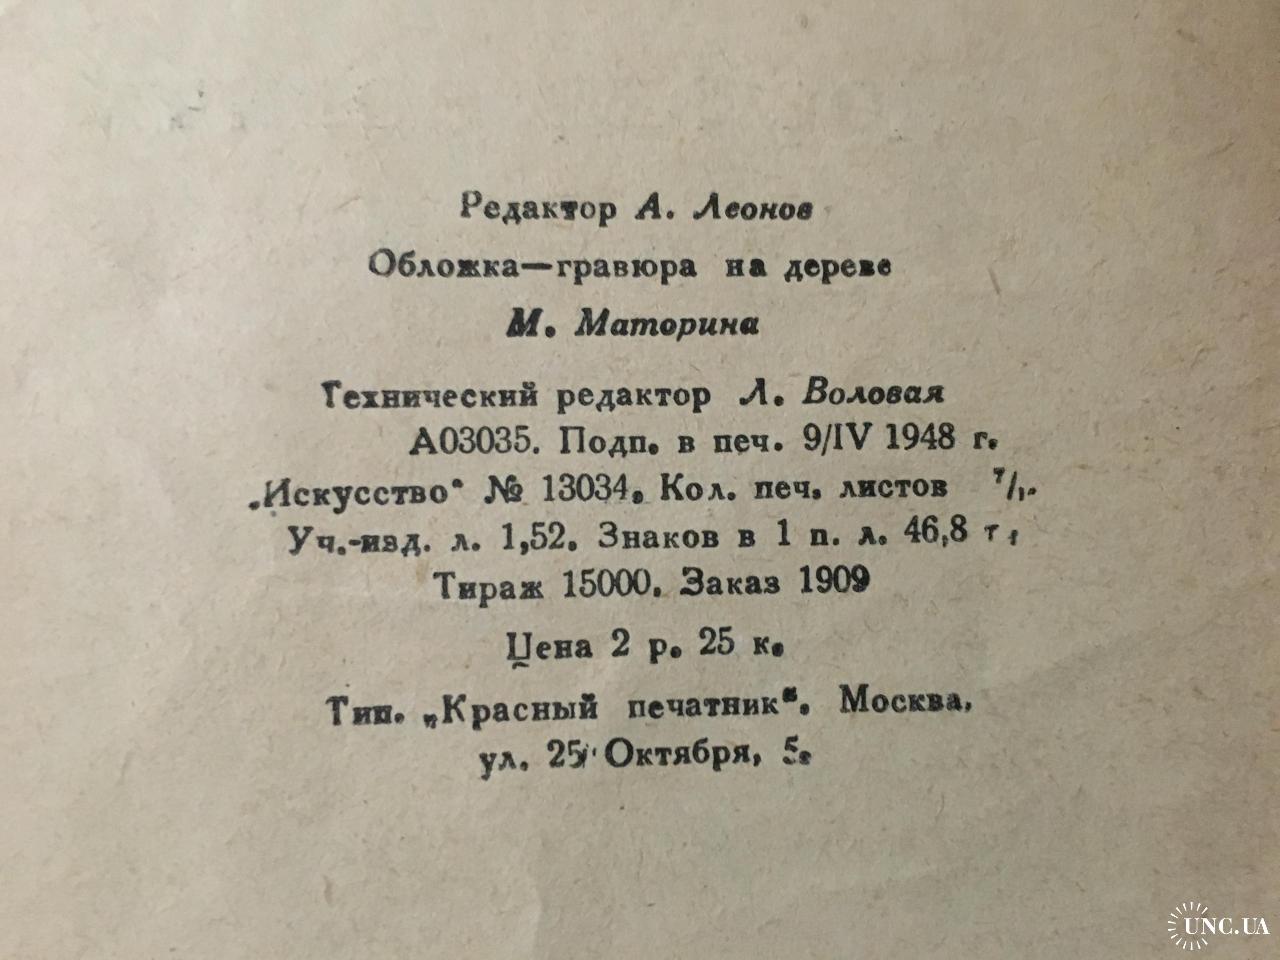 Редактор А. Леонов
Обложка—гравюра на дереве
М. Маторина
Технический редактор Л. Воловая
А03035. Подп. в печ. 9/IV 1948 г.
„Искусство“ № 13034. Кол. печ. листов
Уч.-изд. л. 1,52. Знаков в 1 п. л. 46,8 т,
Тираж 15000. Заказ 1909
Цена 2 р. 25 к.
Тип. „Красный печатник“. Москва,
ул. 25 Октября, 5.
UNC.UA